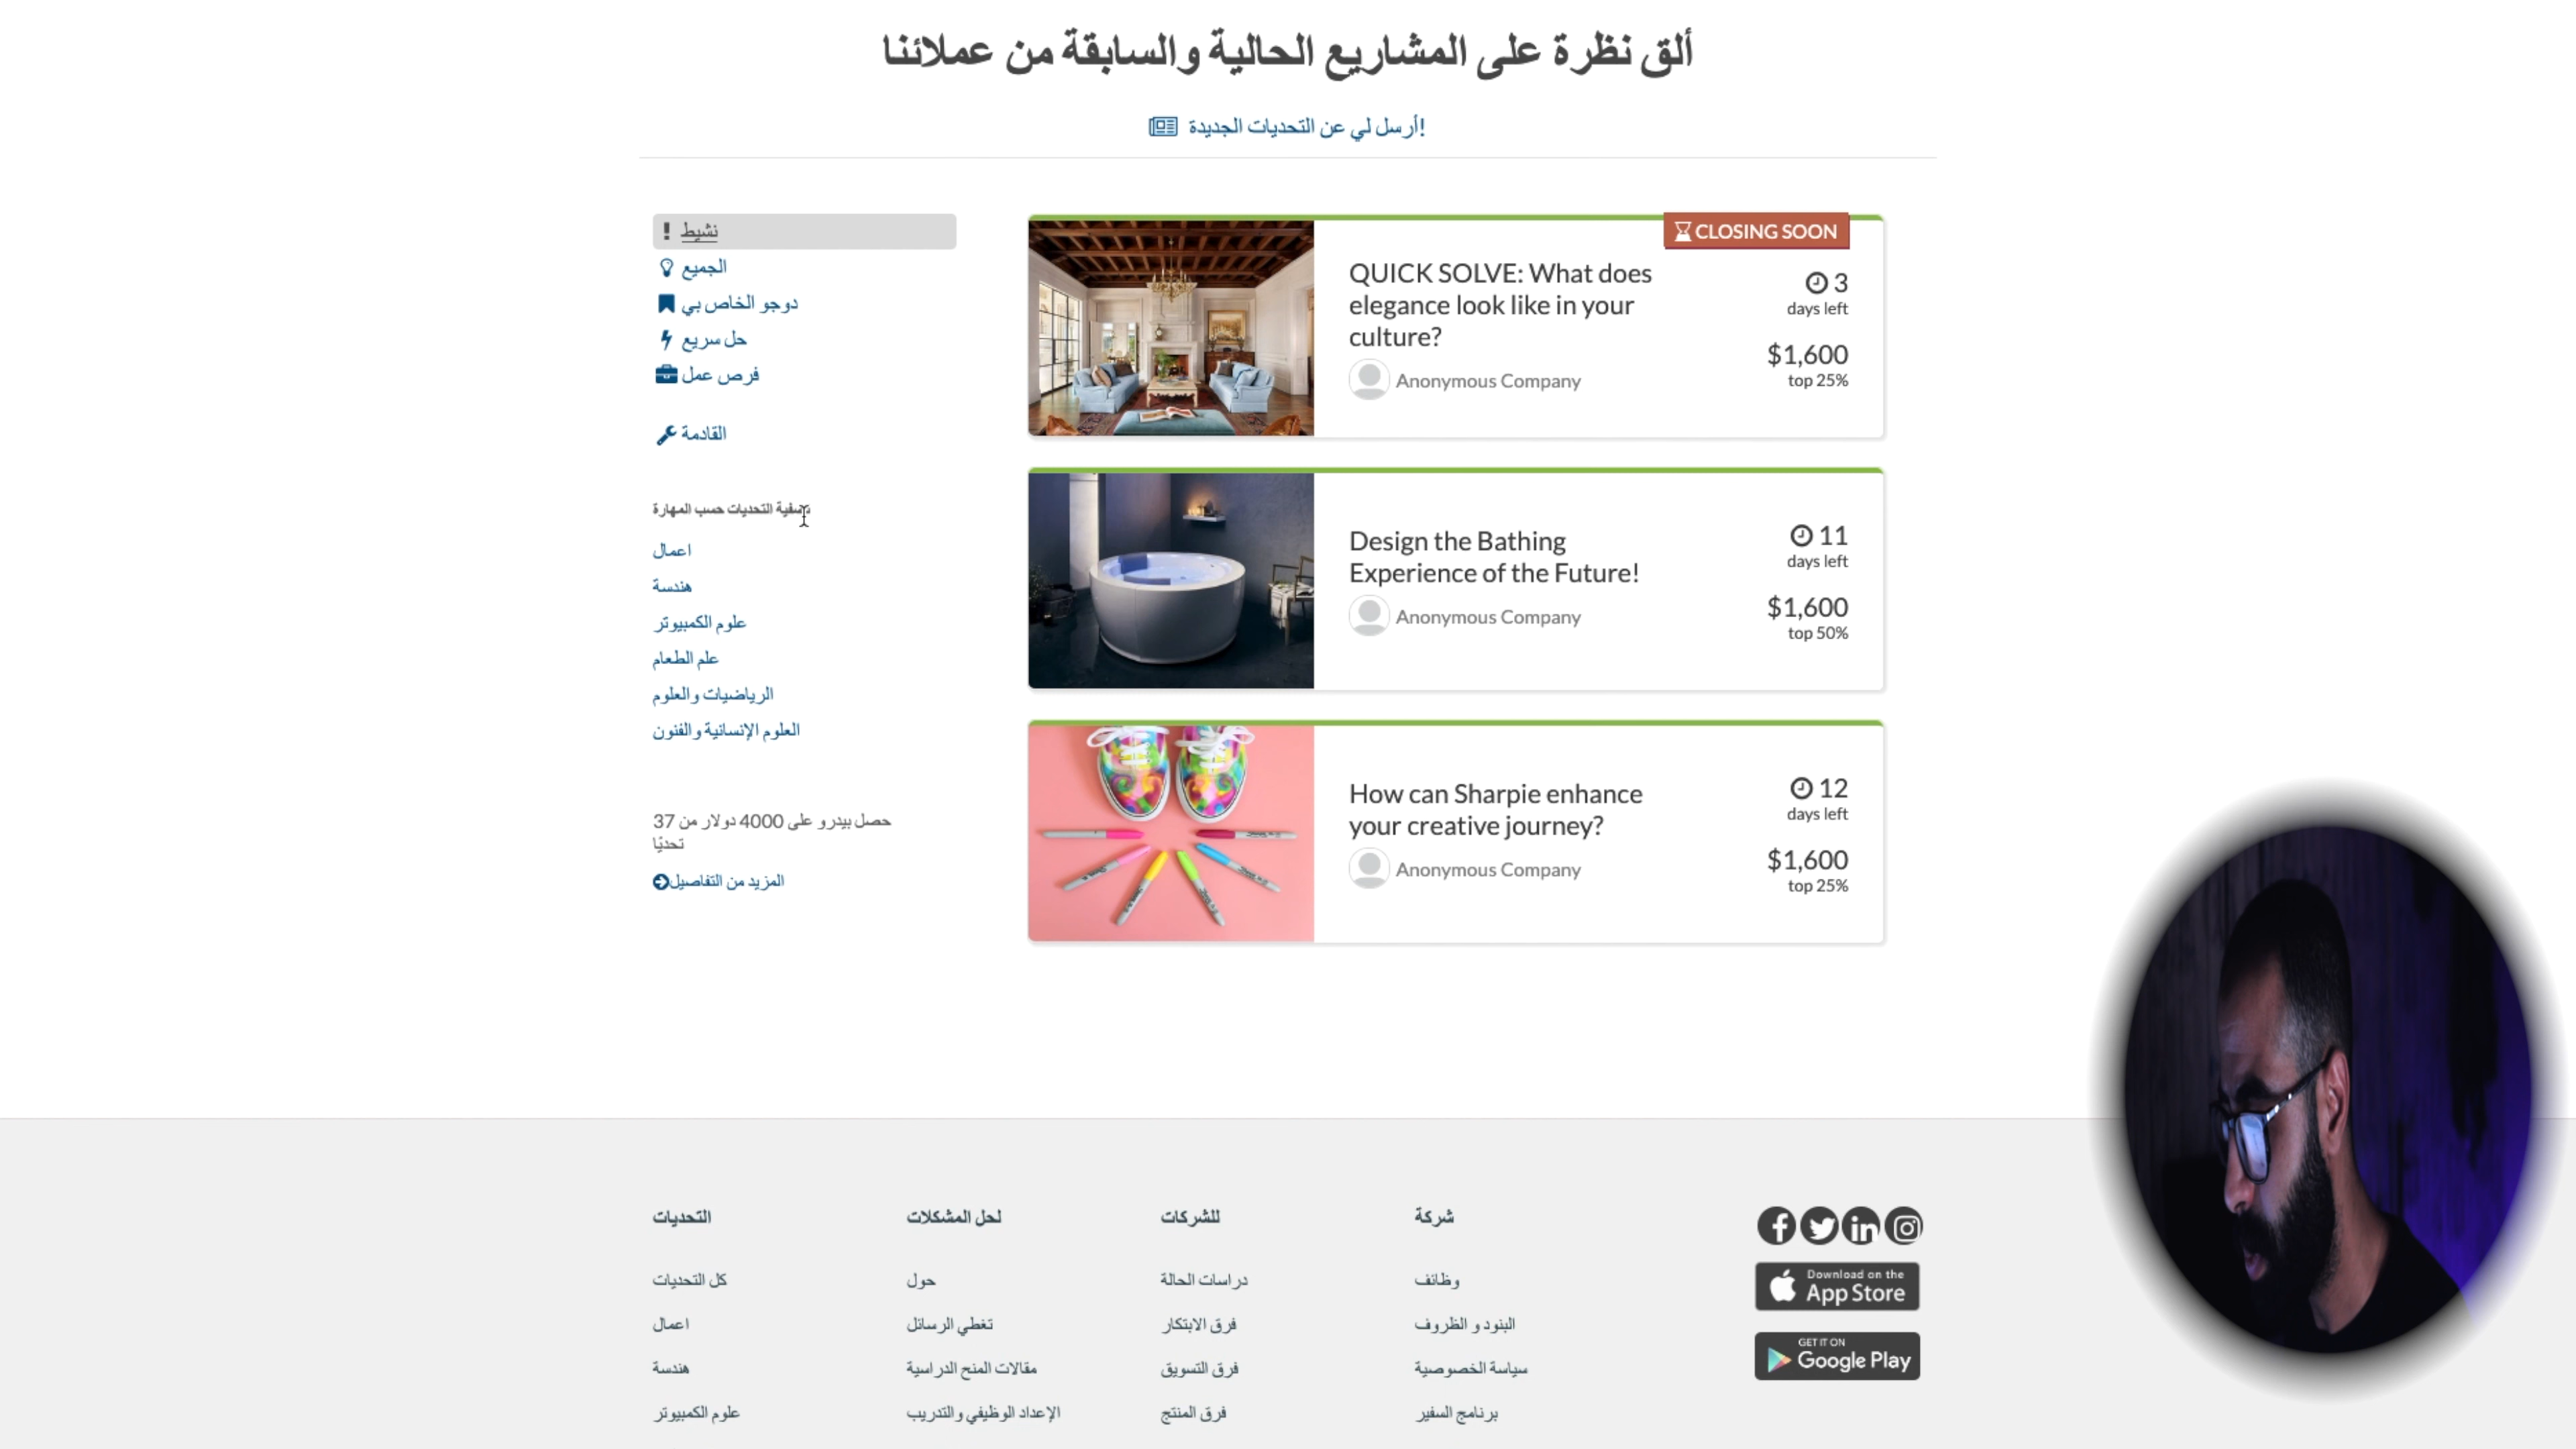 ألق نظرة على المشاريع الحالية والسابقة من عملائنا
أرسل لي عن التحديات الجديدة!
نشيط
الجميع
دوجو الخاص بي
حل سريع
فرص عمل
القادمة
تصفية التحديات حسب المهارة
اعمال
هندسة
علوم الكمبيوتر
علم الطعام
الرياضيات والعلوم
العلوم الإنسانية والفنون
حصل بيدرو على 4000 دولار من 37
تحديًا
المزيد من التفاصيل
CLOSING SOON
QUICK SOLVE: What does
elegance look like in your
culture?
Anonymous Company
3
days left
$1,600
top 25%
Design the Bathing
Experience of the Future!
Anonymous Company
11
days left
$1,600
top 50%
How can Sharpie enhance
your creative journey?
Anonymous Company
12
days left
$1,600
top 25%
التحديات
كل التحديات
اعمال
هندسة
علوم الكمبيوتر
لحل المشكلات
حول
تغطي الرسائل
مقالات المنح الدراسية
الإعداد الوظيفي والتدريب
للشركات
دراسات الحالة
فرق الابتكار
فرق التسويق
فرق المنتج
شركة
وظائف
البنود و الظروف
سياسة الخصوصية
برنامج السفير
Download on the
App Store
GET IT ON
Google Play